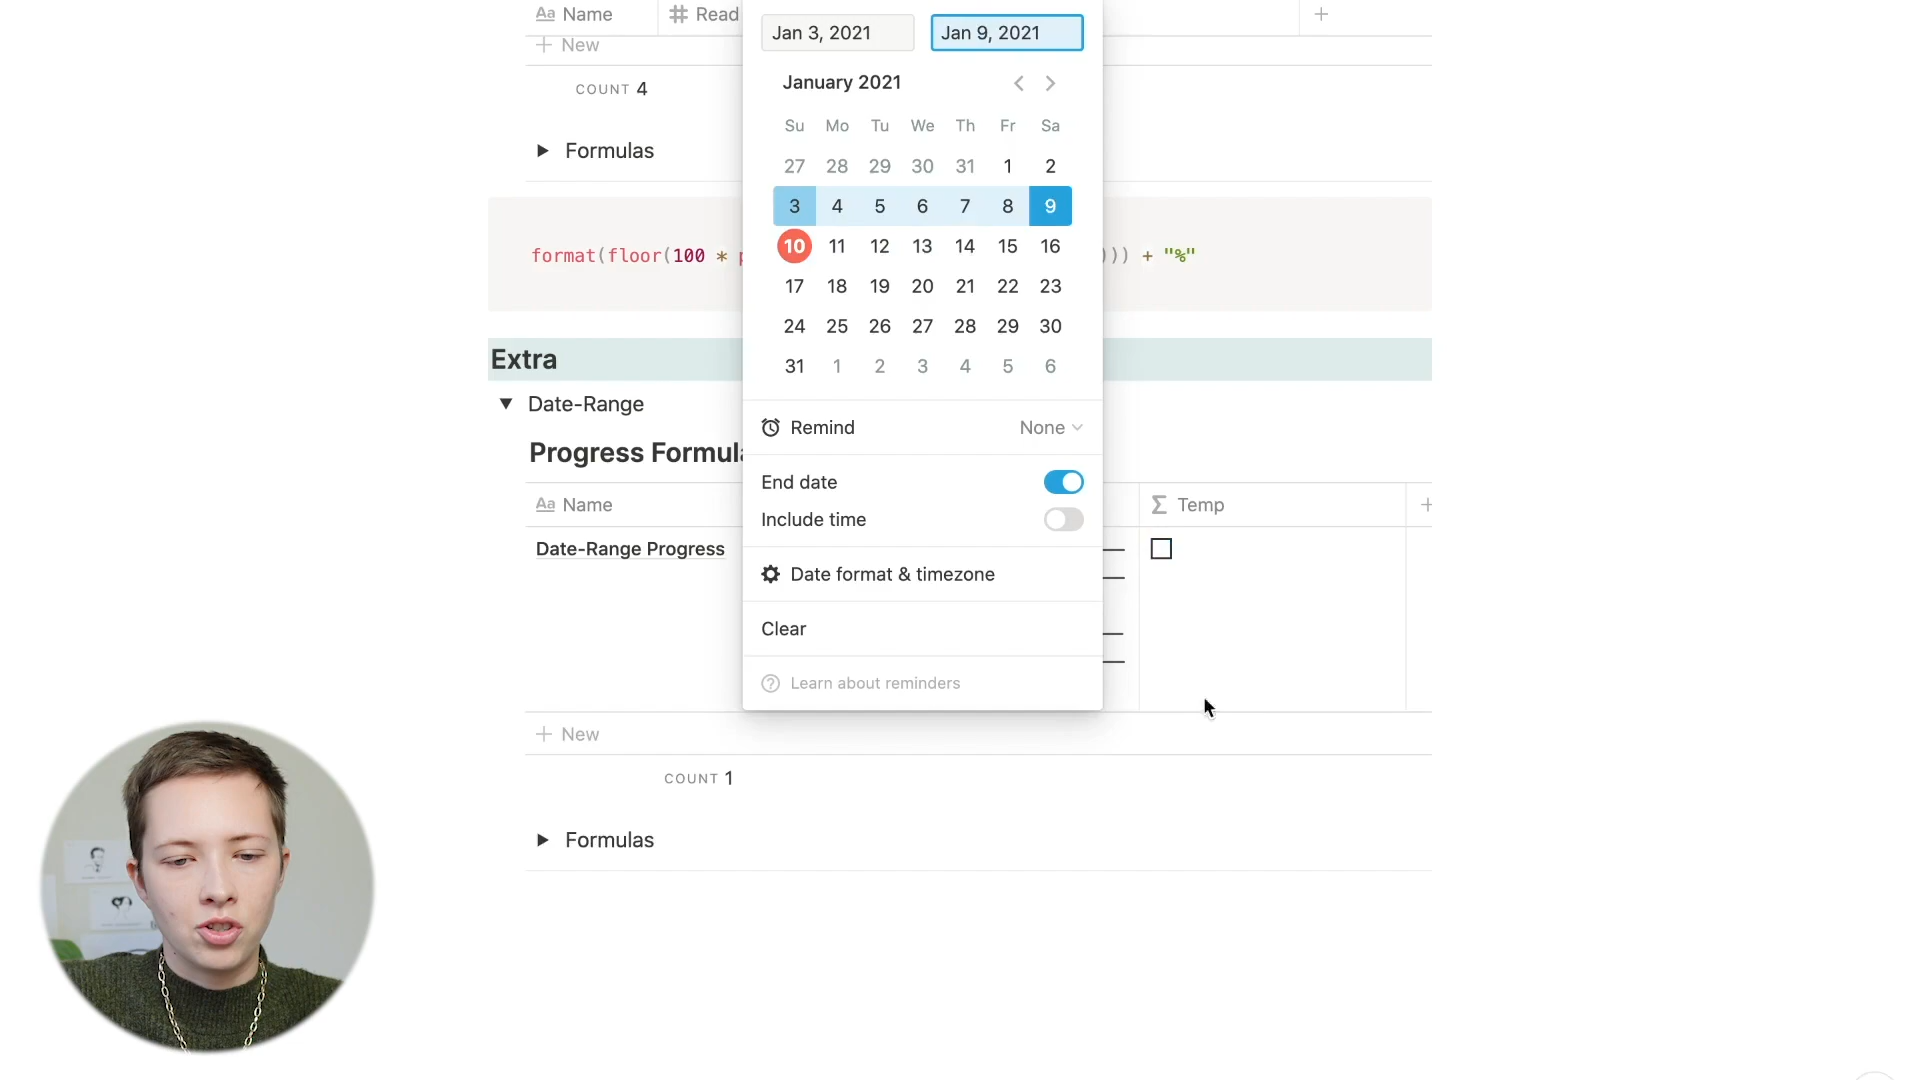 Aa Name # Read +
+ New
COUNT 4
▶ Formulas
format(floor(100 *
))) + "%"
Extra
▼ Date-Range
Progress
Aa Name
Σ Temp +
Date-Range Progress
+ New
COUNT 1
▶ Formulas
Jan 3, 2021 Jan 9, 2021
January 2021
Su Mo Tu We Th Fr Sa
27 28 29 30 31 1 2
3 4 5 6 7 8 9
10 11 12 13 14 15 16
17 18 19 20 21 22 23
24 25 26 27 28 29 30
31 1 2 3 4 5 6
Remind None
End date
Include time
Date format & timezone
Clear
Learn about reminders